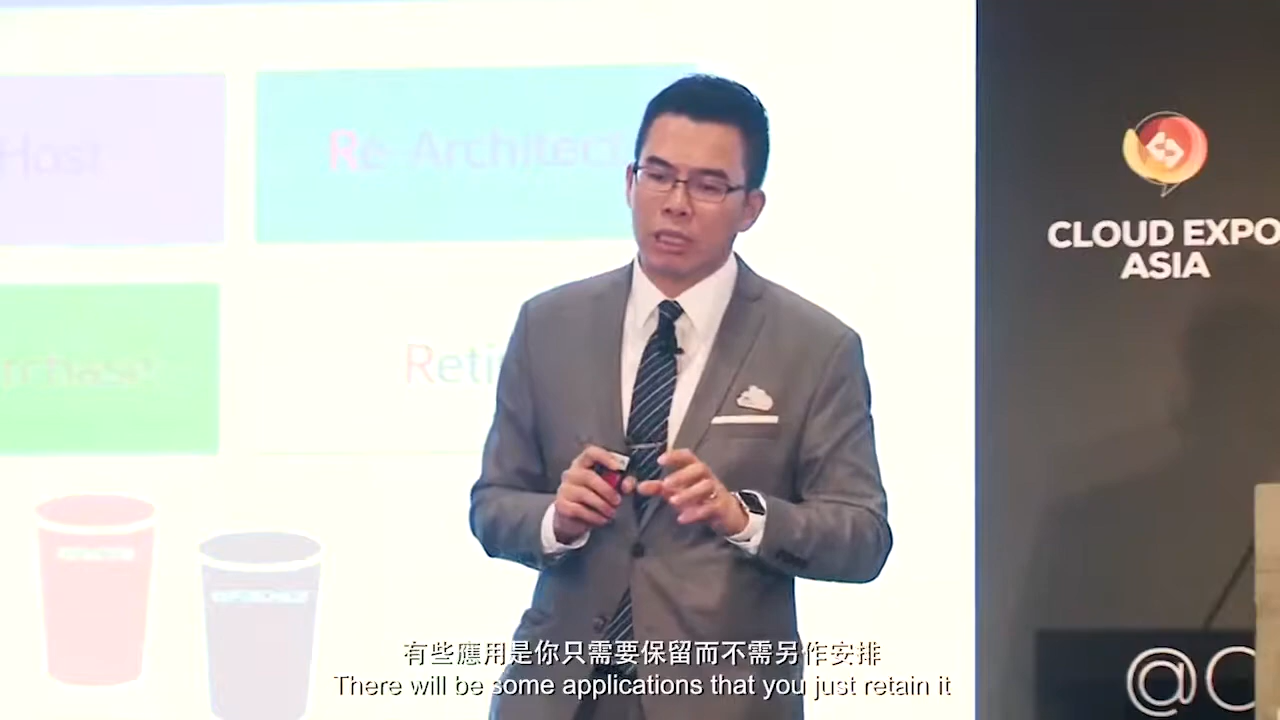 Host
Re-Architect
Reti
CLOUD EXPO
ASIA
有些應用是你只需要保留而不需另作安排
There will be some applications that you just retain it
@C